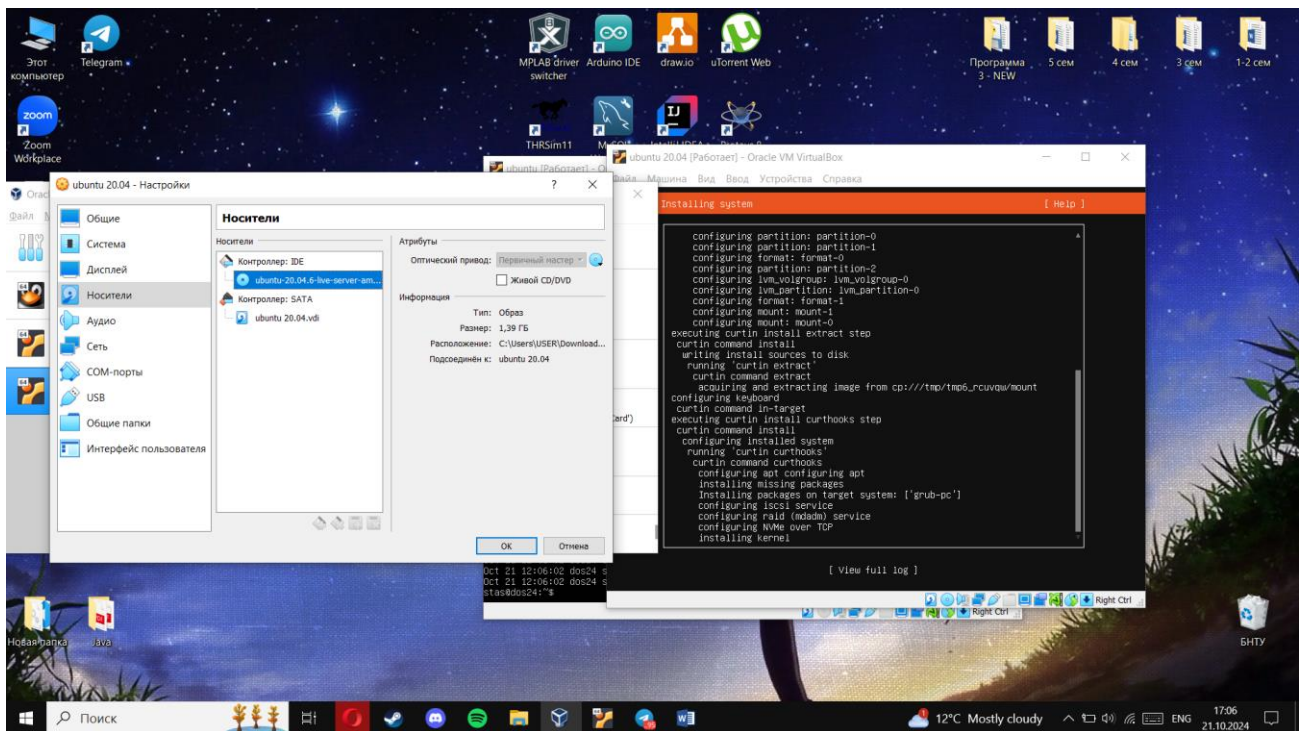 Этот
компьютер
Telegram
MPLAB driver
switcher
Arduino IDE
draw.io
uTorrent Web
Программа
3 - NEW
5 сем
4 сем
3 сем
1-2 сем
zoom
Zoom
Workplace
THRSim11
IJ
ubuntu [Работает] - O
ubuntu 20.04 [Работает] - Oracle VM VirtualBox
Файл Машина Вид Ввод Устройства Справка
Installing system
[ Help ]
configuring partition: partition-0
configuring partition: partition-1
configuring format: format-0
configuring partition: partition-2
configuring lvm_volgroup: lvm_volgroup-0
configuring lvm_partition: lvm_partition-0
configuring format: format-1
configuring mount: mount-1
configuring mount: mount-0
executing curtin install extract step
curtin command install
writing install sources to disk
running 'curtin extract'
curtin command extract
acquiring and extracting image from cp:///tmp/tmp6_rcuvqw/mount
configuring keyboard
curtin command in-target
executing curtin install curthooks step
curtin command install
configuring installed system
running 'curtin curthooks'
curtin command curthooks
configuring apt configuring apt
installing missing packages
Installing packages on target system: ['grub-pc']
configuring iscsi service
configuring raid (mdadm) service
configuring NVMe over TCP
installing kernel
[ View full log ]
Right Ctrl
ubuntu 20.04 - Настройки
Общие
Система
Дисплей
Носители
Аудио
Сеть
COM-порты
USB
Общие папки
Интерфейс пользователя
Носители
Носители
Контроллер: IDE
ubuntu-20.04.6-live-server-am...
Контроллер: SATA
ubuntu 20.04.vdi
Атрибуты
Оптический привод: Первичный мастер
Живой CD/DVD
Информация
Тип: Образ
Размер: 1,39 ГБ
Расположение: C:\Users\USER\Download...
Подсоединён к: ubuntu 20.04
ОК
Отмена
Orac
Файл
64
64
64
Card')
Oct 21 12:06:02 dos24 s
Oct 21 12:06:02 dos24 s
stas@dos24:~$
Right Ctrl
Новая папка
Java
БНТУ
Поиск
12°C Mostly cloudy
ENG
17:06
21.10.2024